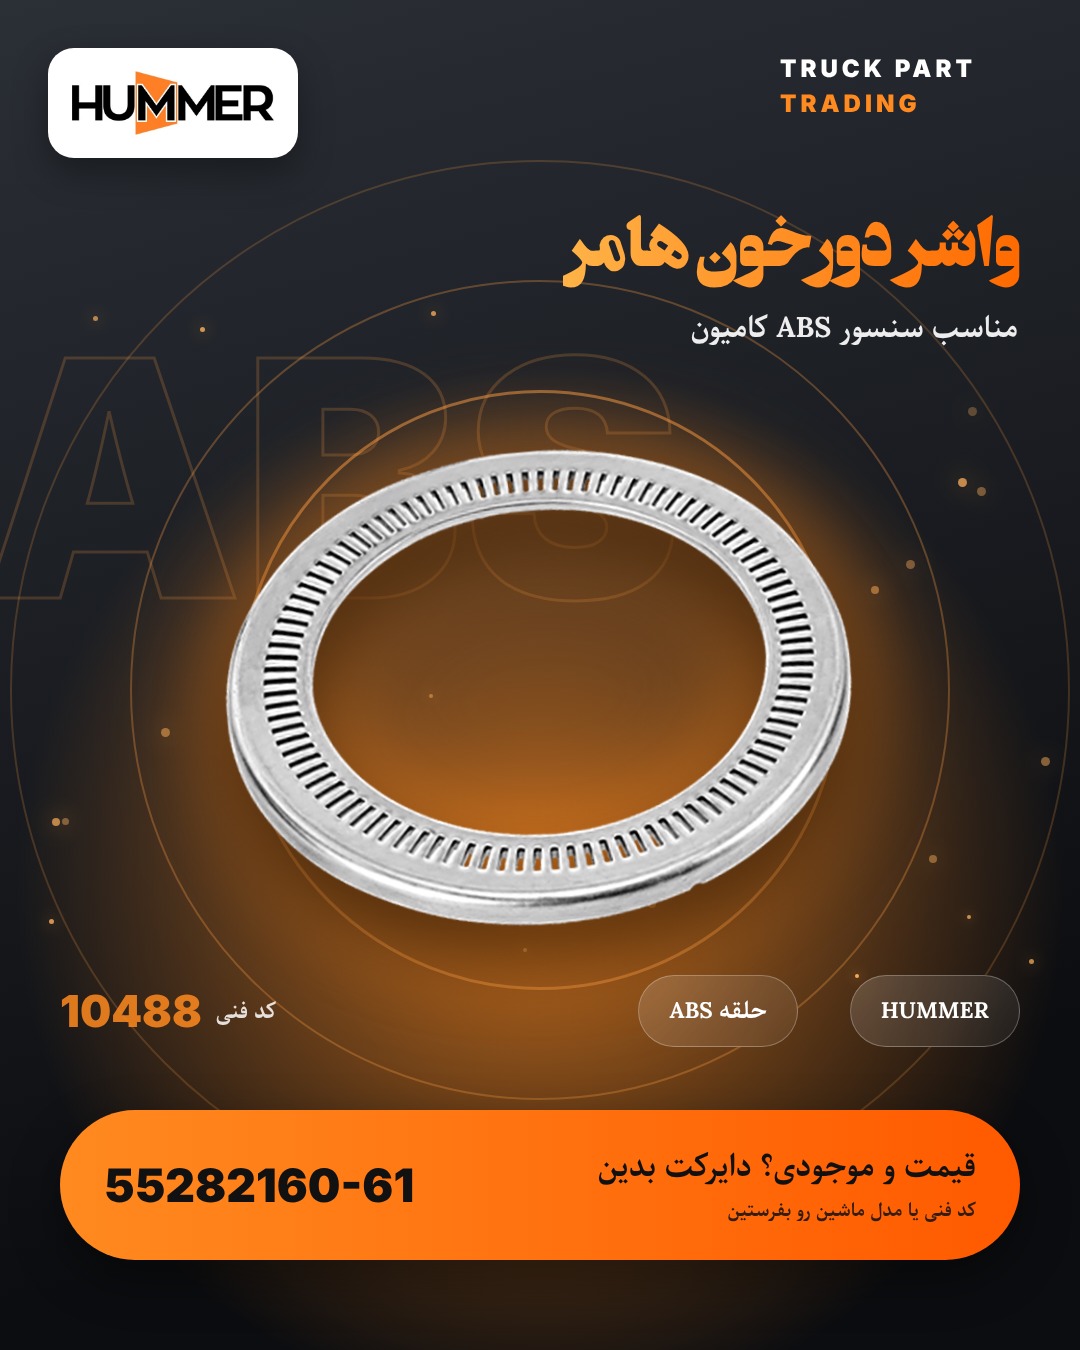 HUMMER
TRUCK PART
TRADING
واشر دورخون هامر
مناسب سنسور ABS کامیون
ABS
HUMMER
حلقه ABS
کد فنی 10488
قیمت و موجودی؟ دایرکت بدین
کد فنی یا مدل ماشین رو بفرستین
55282160-61